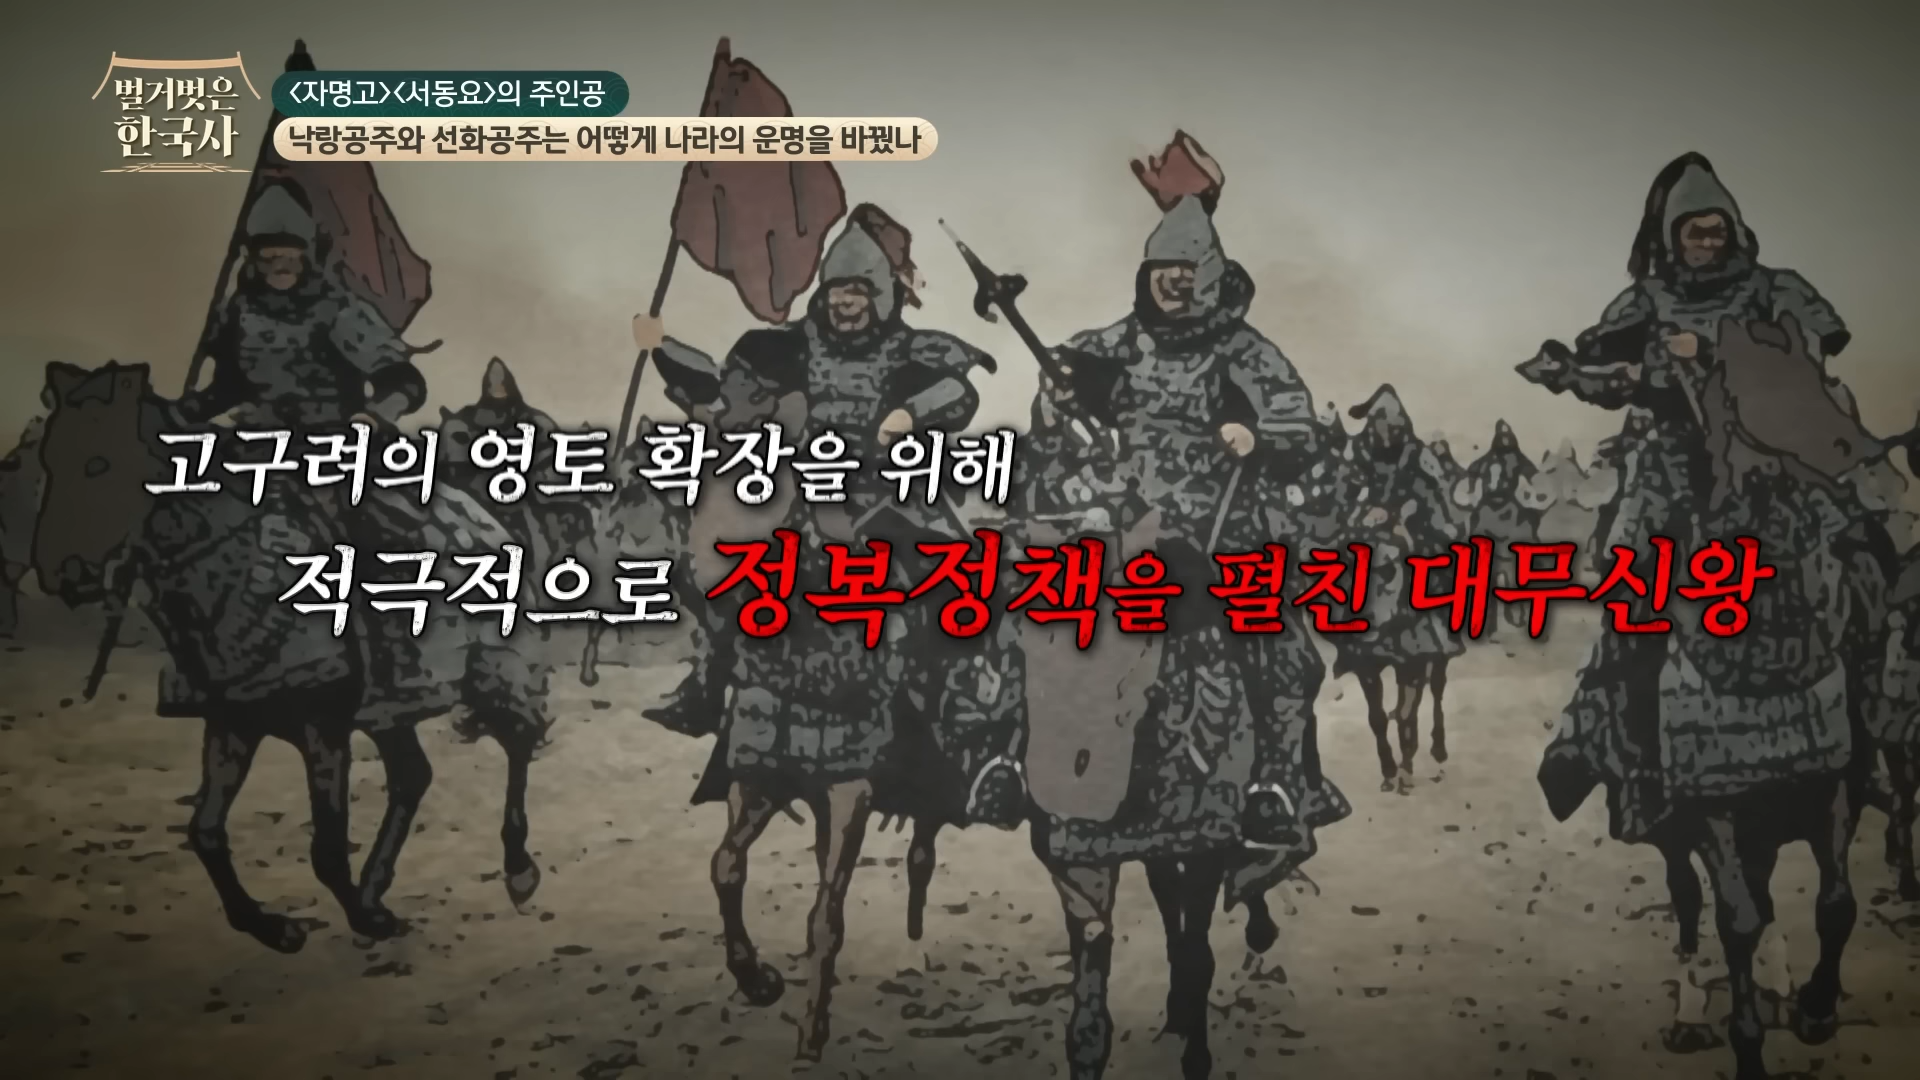 벌거벗은
한국사
<자명고><서동요>의 주인공
낙랑공주와 선화공주는 어떻게 나라의 운명을 바꿨나
고구려의 영토 확장을 위해
적극적으로 정복정책을 펼친 대무신왕